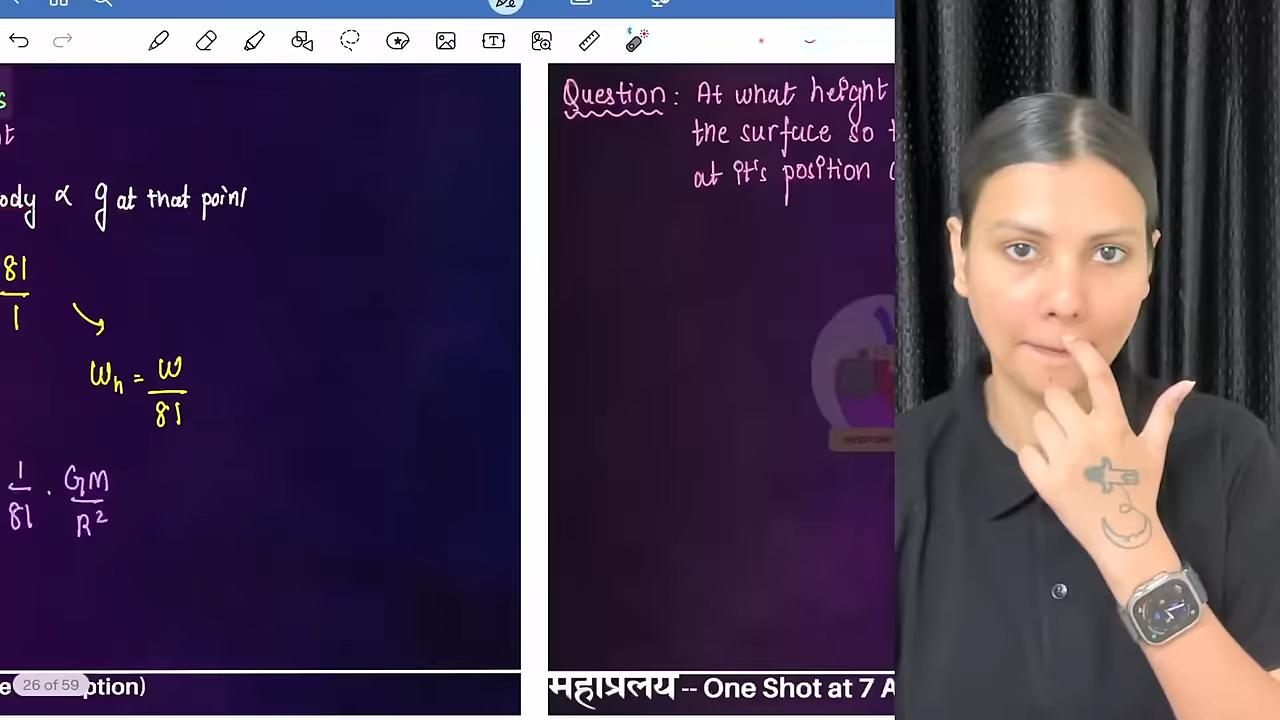 s
t
ody ∝ g at that point
81
1
Wh = W
81
1 . GM
81 R²
26 of 59
e
ption)
Question : At what height
the surface so t
at it's position
महाप्रलय -- One Shot at 7 A